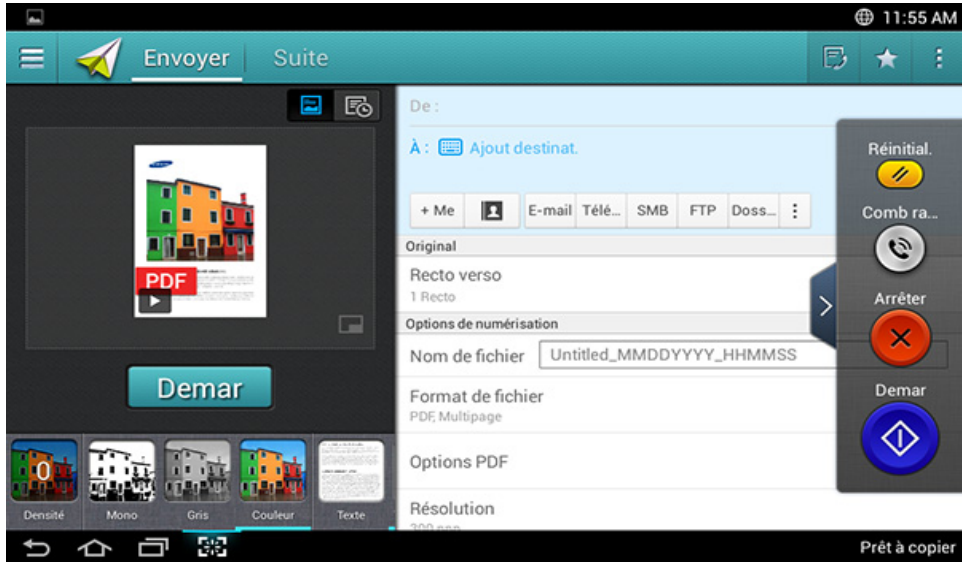 11:55 AM
Envoyer
Suite
De :
À :
Ajout destinat.
+ Me
E-mail
Télé...
SMB
FTP
Doss...
Original
Recto verso
1 Recto
Options de numérisation
Nom de fichier
Untitled_MMDDYYYY_HHMMSS
Format de fichier
PDF, Multipage
Options PDF
Résolution
PDF
Demar
0
Densité
Mono
Gris
Couleur
Texte
Réinitial.
Comb ra...
Arrêter
Demar
Prêt à copier